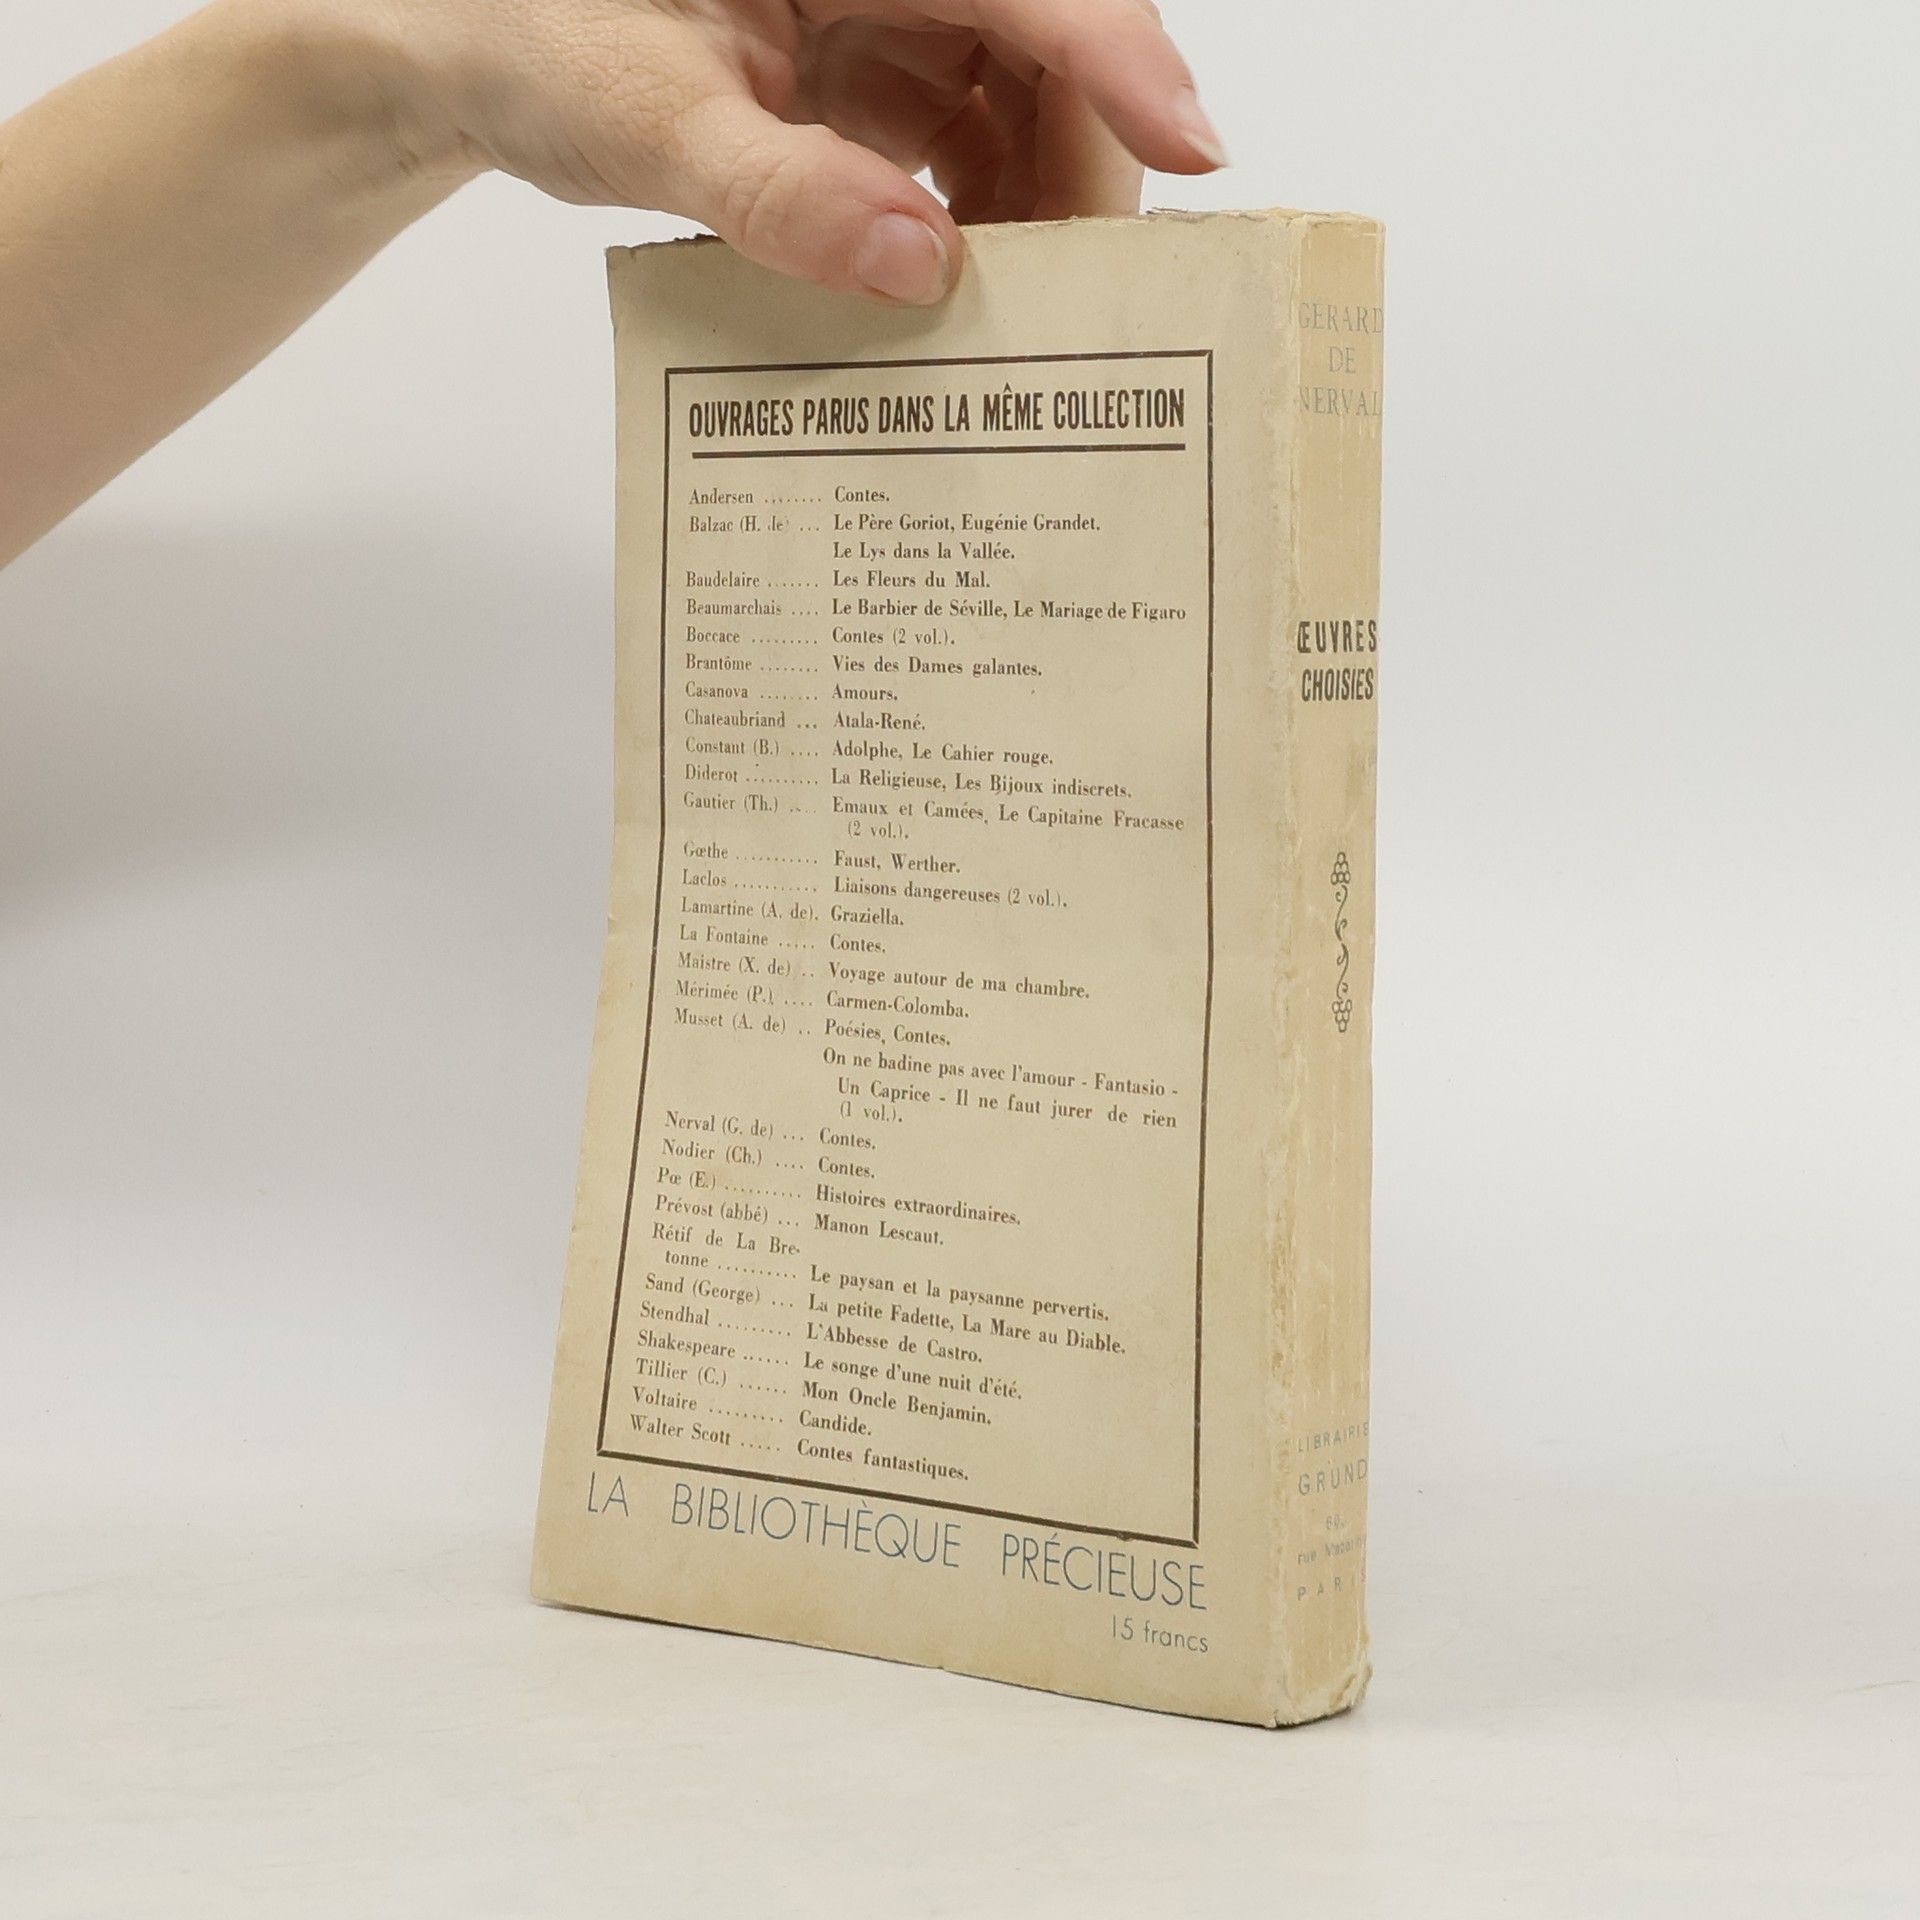 OUVRAGES PARUS DANS LA MÊME COLLECTION
Andersen ........ Contes.
Balzac (H. de) ... Le Père Goriot, Eugénie Grandet.
Le Lys dans la Vallée.
Baudelaire ....... Les Fleurs du Mal.
Beaumarchais .... Le Barbier de Séville, Le Mariage de Figaro
Boccace ......... Contes (2 vol.).
Brantôme ........ Vies des Dames galantes.
Casanova ........ Amours.
Chateaubriand ... Atala-René.
Constant (B.) .... Adolphe, Le Cahier rouge.
Diderot .......... La Religieuse, Les Bijoux indiscrets.
Gautier (Th.) .... Emaux et Camées, Le Capitaine Fracasse
(2 vol.).
Gœthe ........... Faust, Werther.
Laclos ........... Liaisons dangereuses (2 vol.).
Lamartine (A. de). Graziella.
La Fontaine ..... Contes.
Maistre (X. de) .. Voyage autour de ma chambre.
Mérimée (P.) .... Carmen-Colomba.
Musset (A. de) .. Poésies, Contes.
On ne badine pas avec l'amour - Fantasio -
Un Caprice - Il ne faut jurer de rien
(1 vol.).
Nerval (G. de) ... Contes.
Nodier (Ch.) .... Contes.
Pœ (E.) .......... Histoires extraordinaires.
Prévost (abbé) ... Manon Lescaut.
Rétif de La Bre-
tonne .......... Le paysan et la paysanne pervertis.
Sand (George) ... La petite Fadette, La Mare au Diable.
Stendhal ......... L'Abbesse de Castro.
Shakespeare ...... Le songe d'une nuit d'été.
Tillier (C.) ...... Mon Oncle Benjamin.
Voltaire ......... Candide.
Walter Scott ..... Contes fantastiques.
LA BIBLIOTHÈQUE PRÉCIEUSE
15 francs
GÉRARD
DE
NERVAL
ŒUVRES
CHOISIES
LIBRAIRIE
GRUND
60,
rue
PARIS